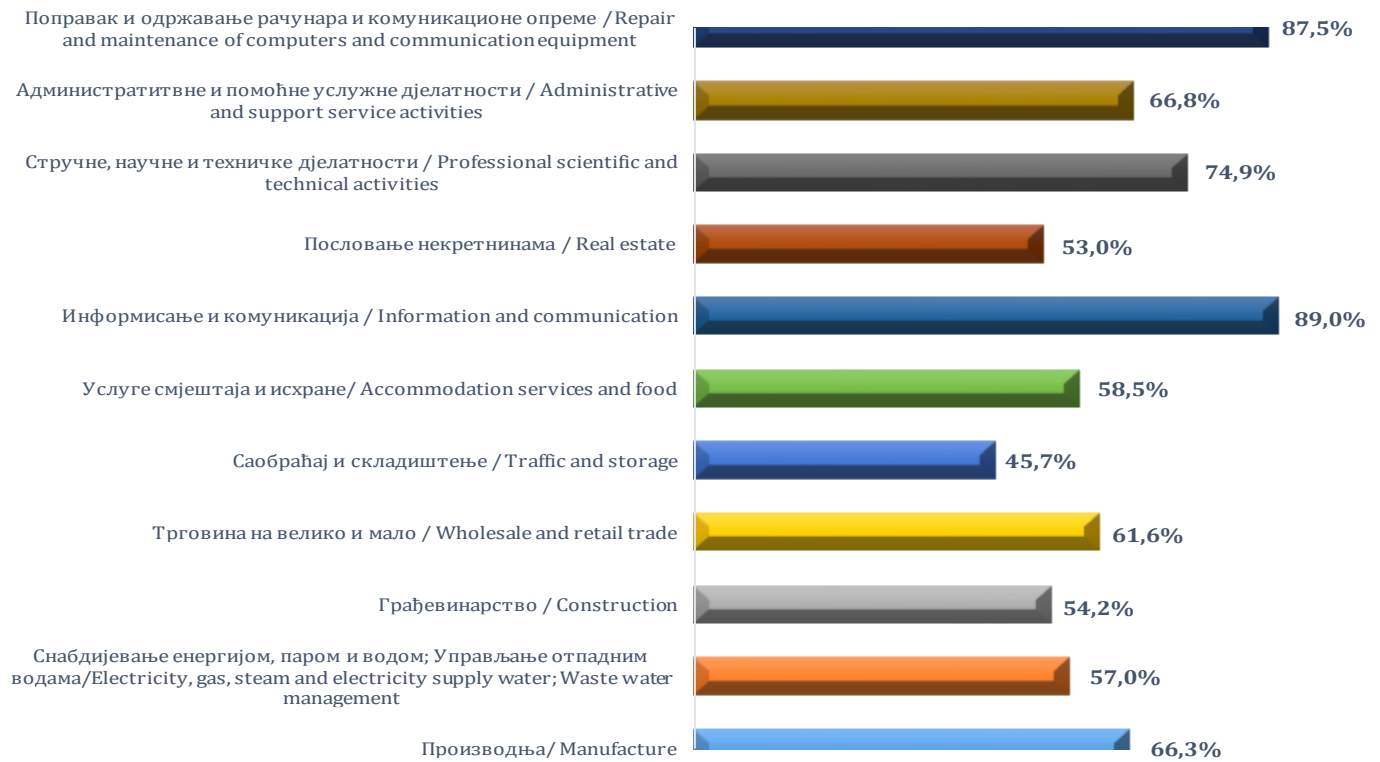 Поправак и одржавање рачунара и комуникационе опреме / Repair
and maintenance of computers and communication equipment
87,5%
Администратитвне и помоћне услужне дјелатности / Administrative
and support service activities
66,8%
Стручне, научне и техничке дјелатности / Professional scientific and
technical activities
74,9%
Пословање некретнинама / Real estate
53,0%
Информисање и комуникација / Information and communication
89,0%
Услуге смјештаја и исхране/ Accommodation services and food
58,5%
Саобраћај и складиштење / Traffic and storage
45,7%
Трговина на велико и мало / Wholesale and retail trade
61,6%
Грађевинарство / Construction
54,2%
Снабдијевање енергијом, паром и водом; Управљање отпадним
водама/Electricity, gas, steam and electricity supply water; Waste water
management
57,0%
Производња/ Manufacture
66,3%